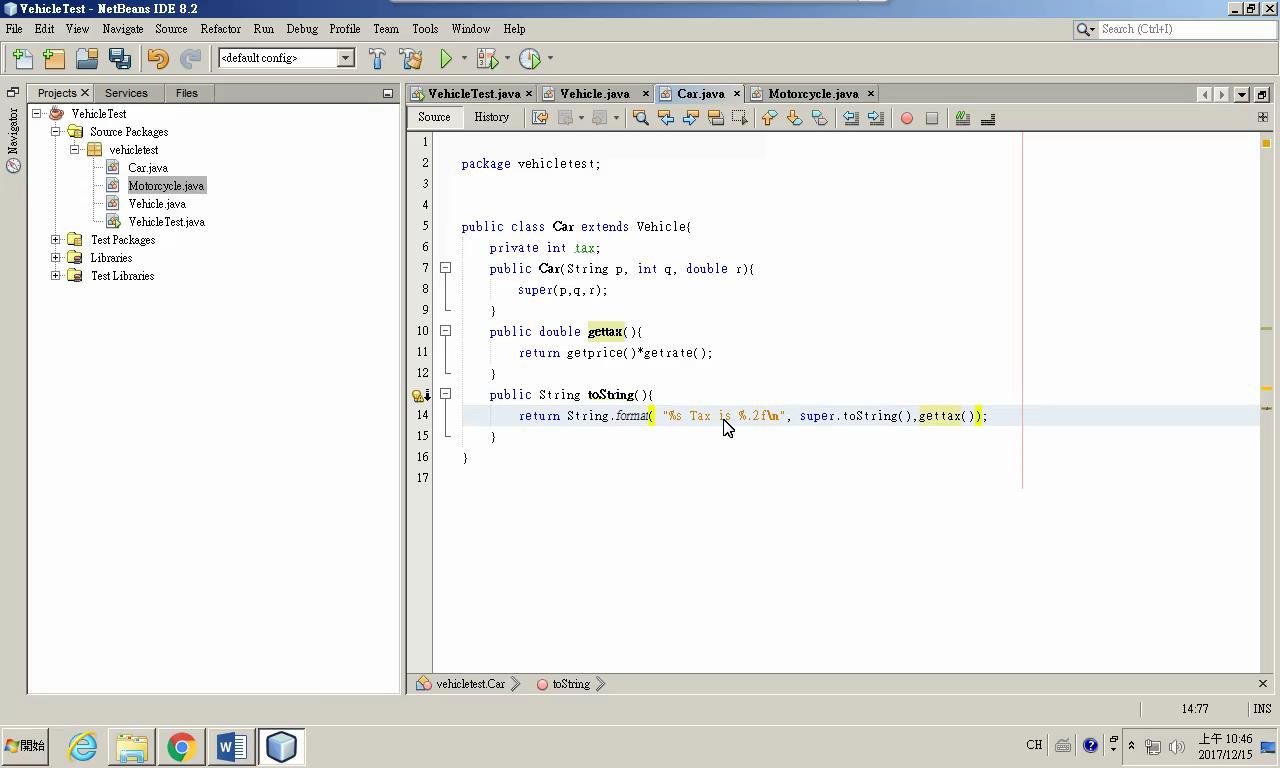 VehicleTest - NetBeans IDE 8.2
File Edit View Navigate Source Refactor Run Debug Profile Team Tools Window Help
Search (Ctrl+I)
<default config>
Projects Services Files
VehicleTest.java Vehicle.java Car.java Motorcycle.java
Navigator
VehicleTest
Source Packages
vehicletest
Car.java
Motorcycle.java
Vehicle.java
VehicleTest.java
Test Packages
Libraries
Test Libraries
Source History
1
2 package vehicletest;
3
4
5 public class Car extends Vehicle{
6 private int tax;
7 public Car(String p, int q, double r){
8 super(p,q,r);
9 }
10 public double gettax(){
11 return getprice()*getrate();
12 }
13 public String toString(){
14 return String.format( "%s Tax is %.2f\n", super.toString(),gettax());
15 }
16 }
17
vehicletest.Car toString
14:77 INS
開始
CH
上午 10:46
2017/12/15